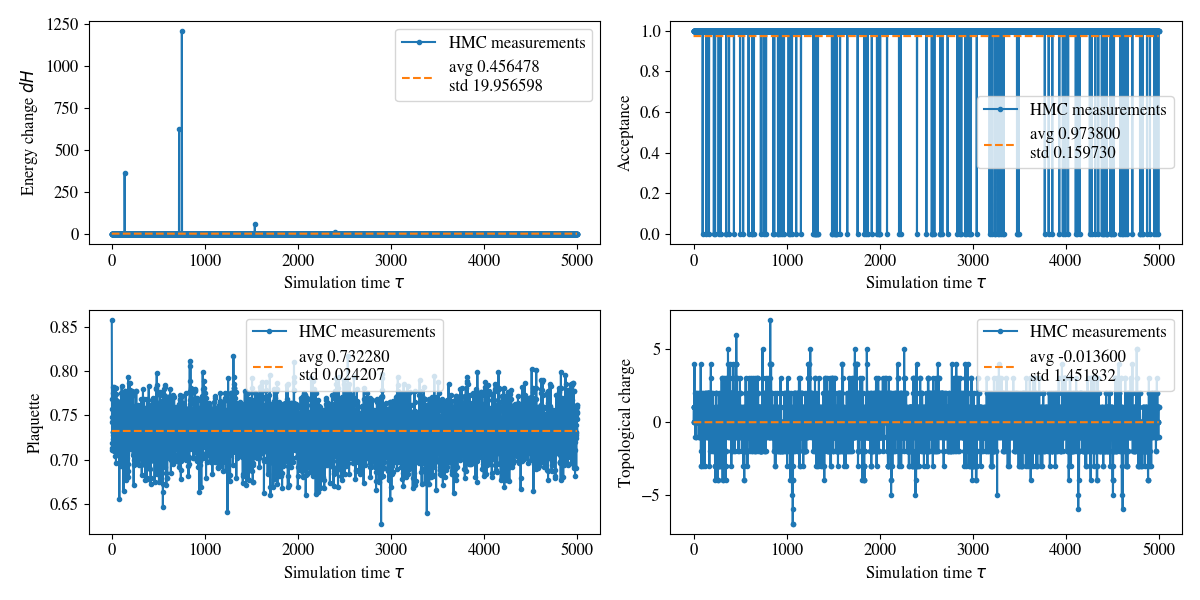 1250
1000
750
500
250
0
Energy change dH
HMC measurements
avg 0.456478
std 19.956598
0 1000 2000 3000 4000 5000
Simulation time τ
1.0
0.8
0.6
0.4
0.2
0.0
Acceptance
HMC measurements
avg 0.973800
std 0.159730
0 1000 2000 3000 4000 5000
Simulation time τ
0.85
0.80
0.75
0.70
0.65
Plaquette
HMC measurements
avg 0.732280
std 0.024207
0 1000 2000 3000 4000 5000
Simulation time τ
5
0
−5
Topological charge
HMC measurements
avg -0.013600
std 1.451832
0 1000 2000 3000 4000 5000
Simulation time τ